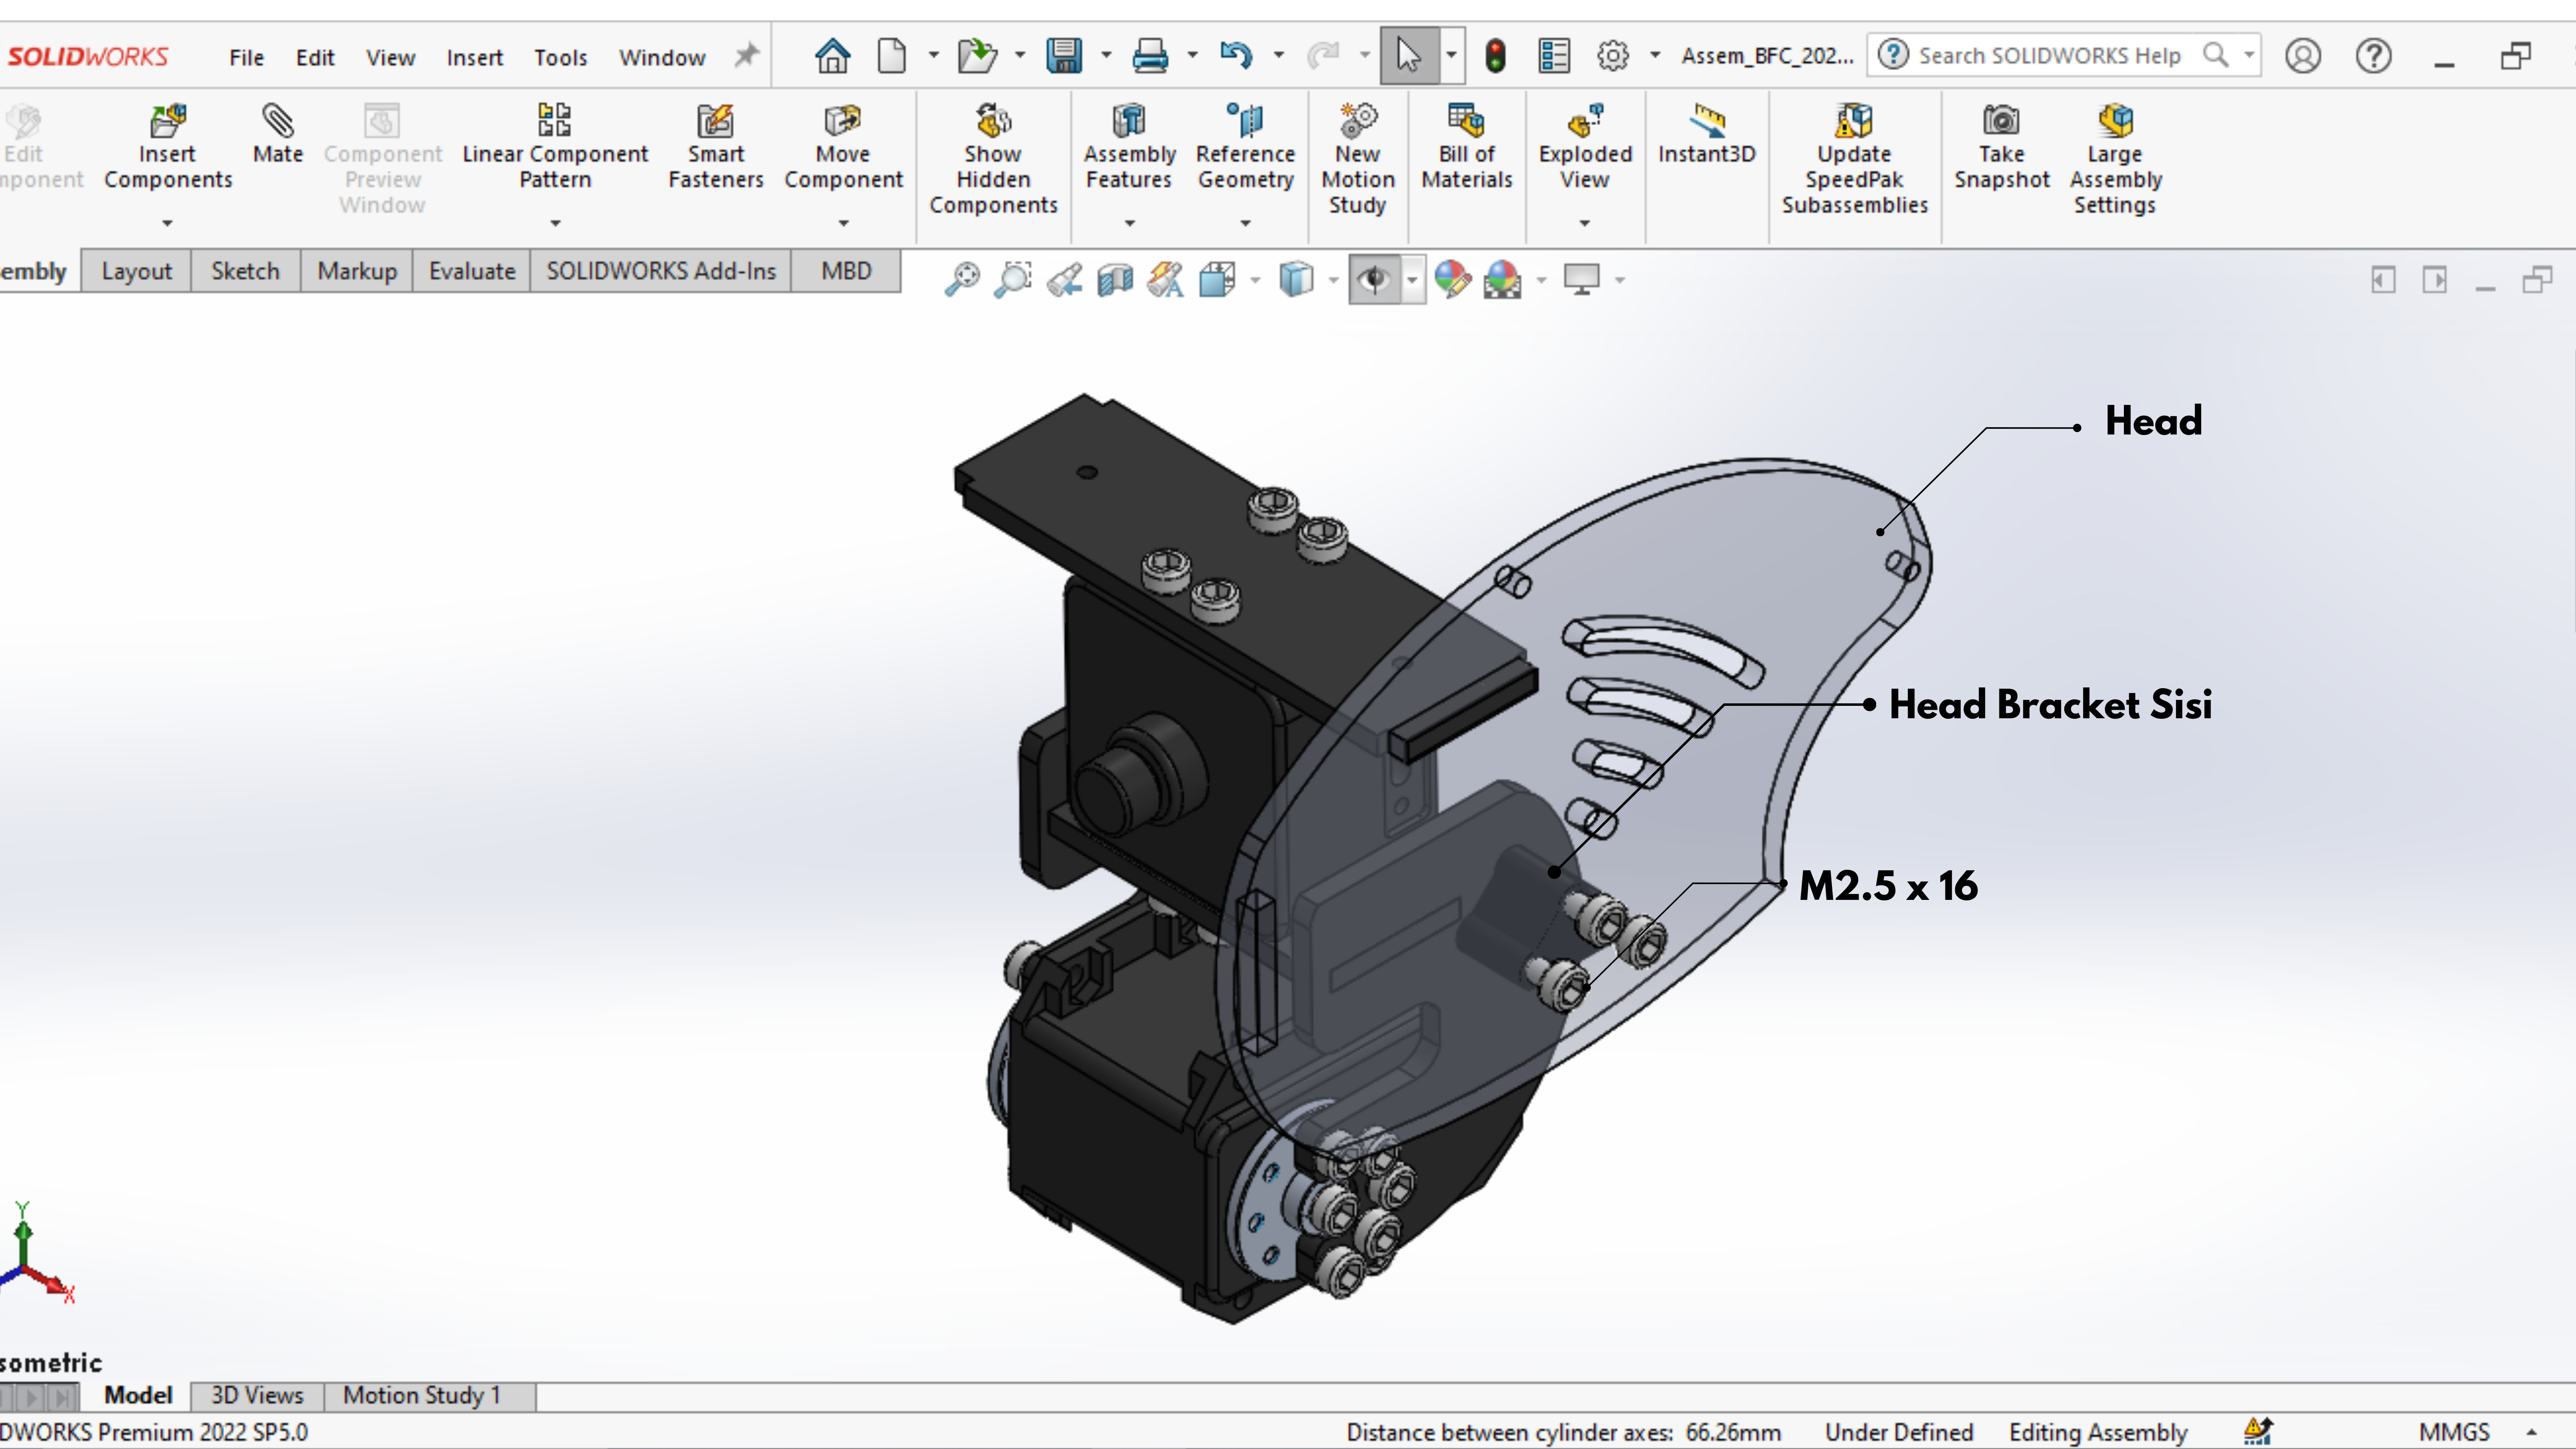 SOLIDWORKS File Edit View Insert Tools Window Assem_BFC_202... Search SOLIDWORKS Help
Edit
mponent
Insert
Components
Mate
Component
Preview
Window
Linear Component
Pattern
Smart
Fasteners
Move
Component
Show
Hidden
Components
Assembly
Features
Reference
Geometry
New
Motion
Study
Bill of
Materials
Exploded
View
Instant3D
Update
SpeedPak
Subassemblies
Take
Snapshot
Large
Assembly
Settings
embly Layout Sketch Markup Evaluate SOLIDWORKS Add-Ins MBD
Head
Head Bracket Sisi
M2.5 x 16
Y
X
sometric
Model 3D Views Motion Study 1
DWORKS Premium 2022 SP5.0 Distance between cylinder axes: 66.26mm Under Defined Editing Assembly MMGS